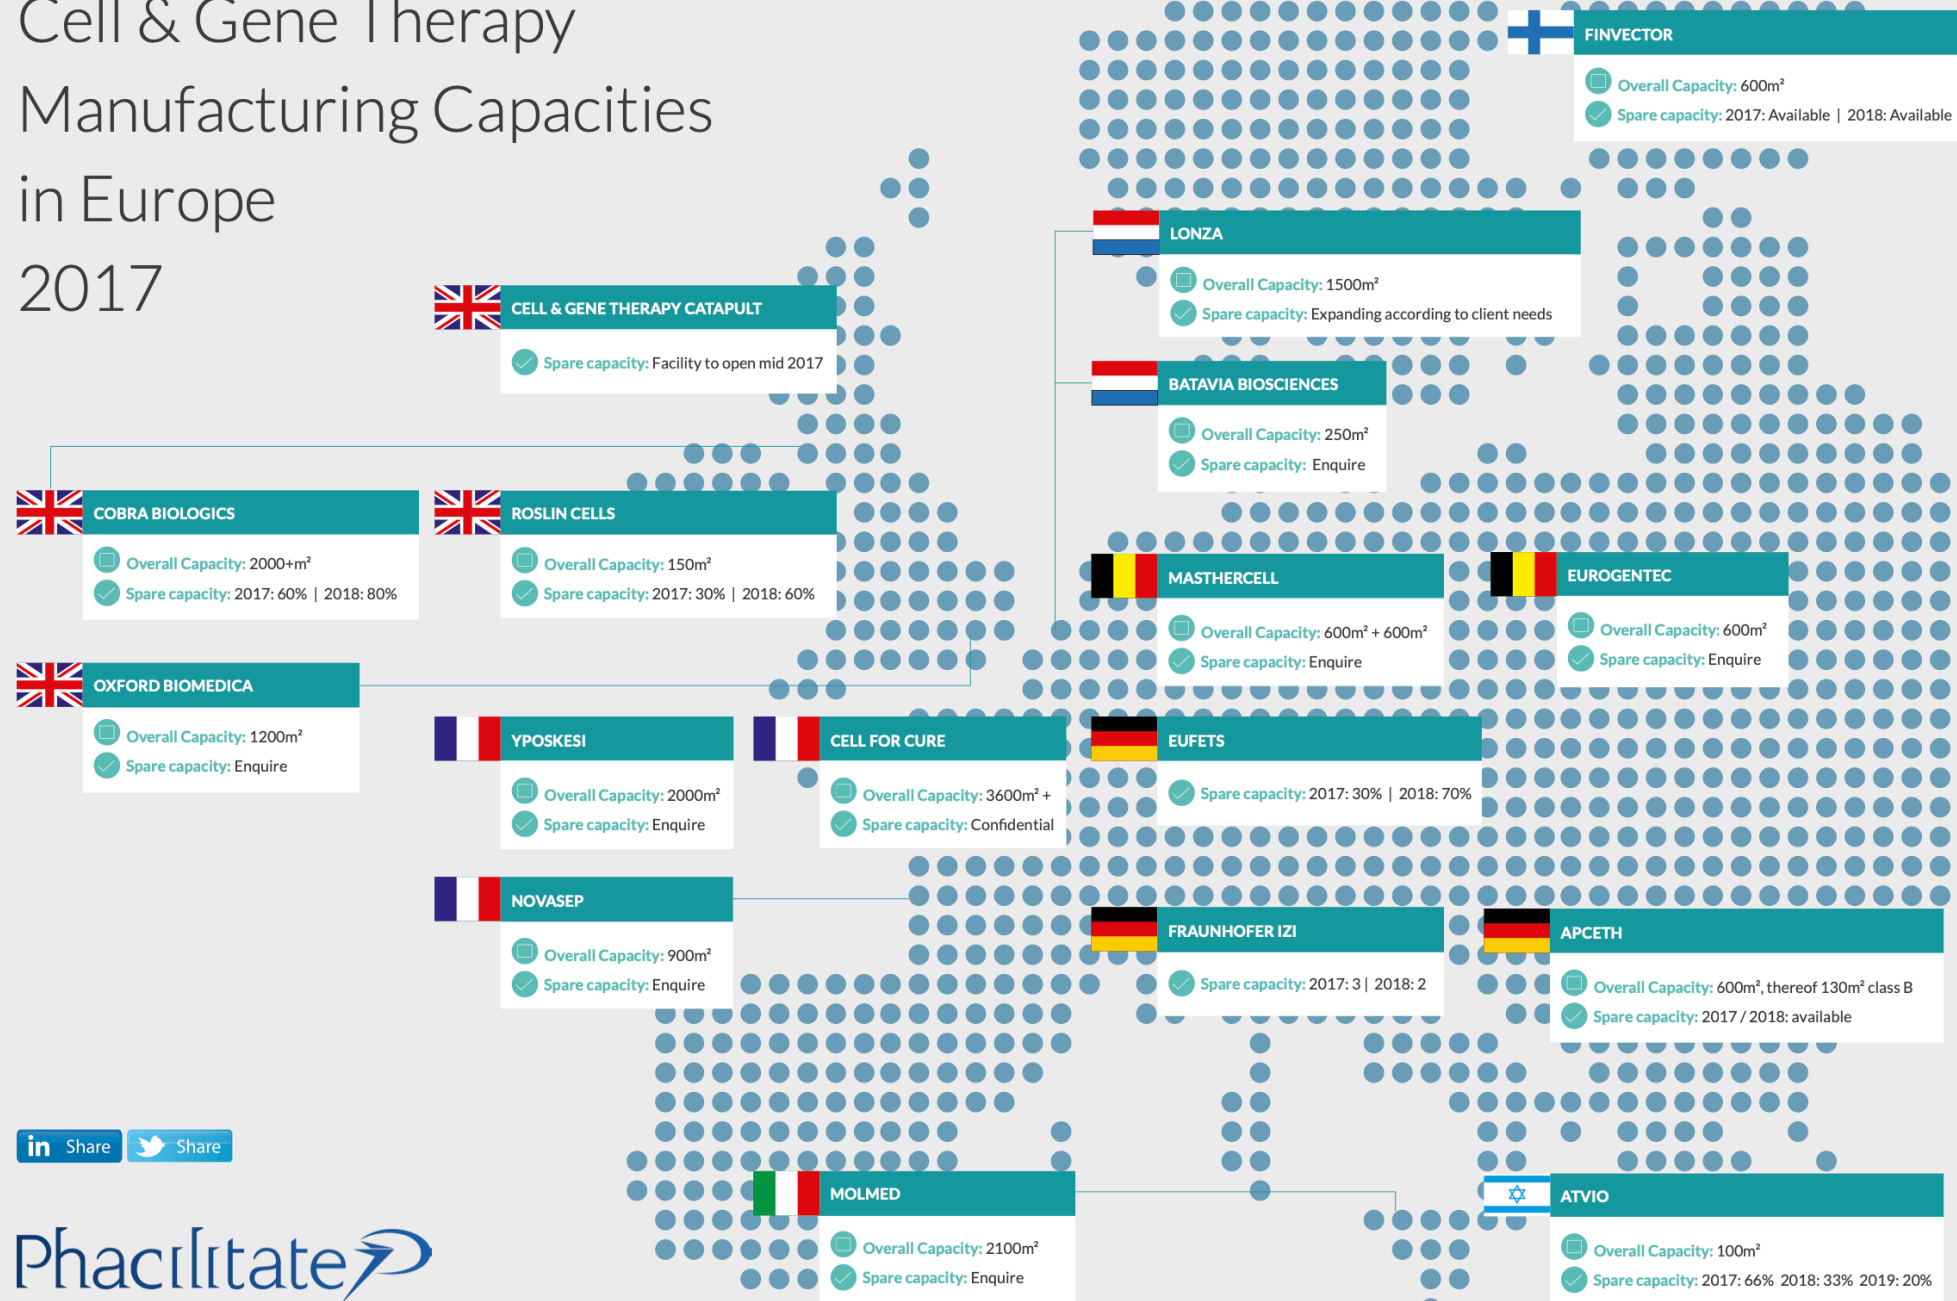 Cell & Gene Therapy
Manufacturing Capacities
in Europe
2017
FINVECTOR
Overall Capacity: 600m²
Spare capacity: 2017: Available | 2018: Available
LONZA
Overall Capacity: 1500m²
Spare capacity: Expanding according to client needs
CELL & GENE THERAPY CATAPULT
Spare capacity: Facility to open mid 2017
BATAVIA BIOSCIENCES
Overall Capacity: 250m²
Spare capacity: Enquire
COBRA BIOLOGICS
Overall Capacity: 2000+m²
Spare capacity: 2017: 60% | 2018: 80%
ROSLIN CELLS
Overall Capacity: 150m²
Spare capacity: 2017: 30% | 2018: 60%
MASTHERCELL
Overall Capacity: 600m² + 600m²
Spare capacity: Enquire
EUROGENTEC
Overall Capacity: 600m²
Spare capacity: Enquire
OXFORD BIOMEDICA
Overall Capacity: 1200m²
Spare capacity: Enquire
YPOSKESI
Overall Capacity: 2000m²
Spare capacity: Enquire
CELL FOR CURE
Overall Capacity: 3600m² +
Spare capacity: Confidential
EUFETS
Spare capacity: 2017: 30% | 2018: 70%
NOVASEP
Overall Capacity: 900m²
Spare capacity: Enquire
FRAUNHOFER IZI
Spare capacity: 2017: 3 | 2018: 2
APCETH
Overall Capacity: 600m², thereof 130m² class B
Spare capacity: 2017 / 2018: available
in Share
Share
MOLMED
Overall Capacity: 2100m²
Spare capacity: Enquire
ATVIO
Overall Capacity: 100m²
Spare capacity: 2017: 66% 2018: 33% 2019: 20%
Phacilitate